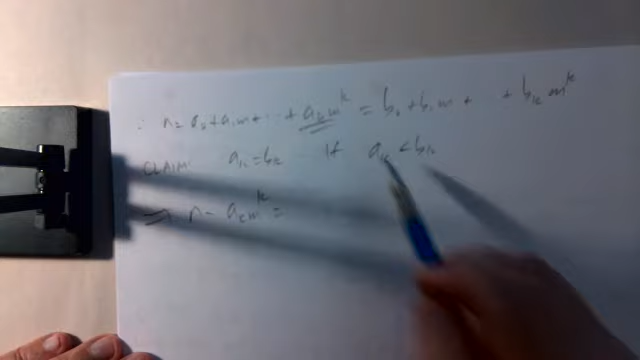 ∴ n = a₀ + a₁m + ··· + aₖmᵏ = b₀ + b₁m + + bₖmᵏ
CLAIM: aₖ = bₖ If aₖ < bₖ
⇒ n - aₖmᵏ =